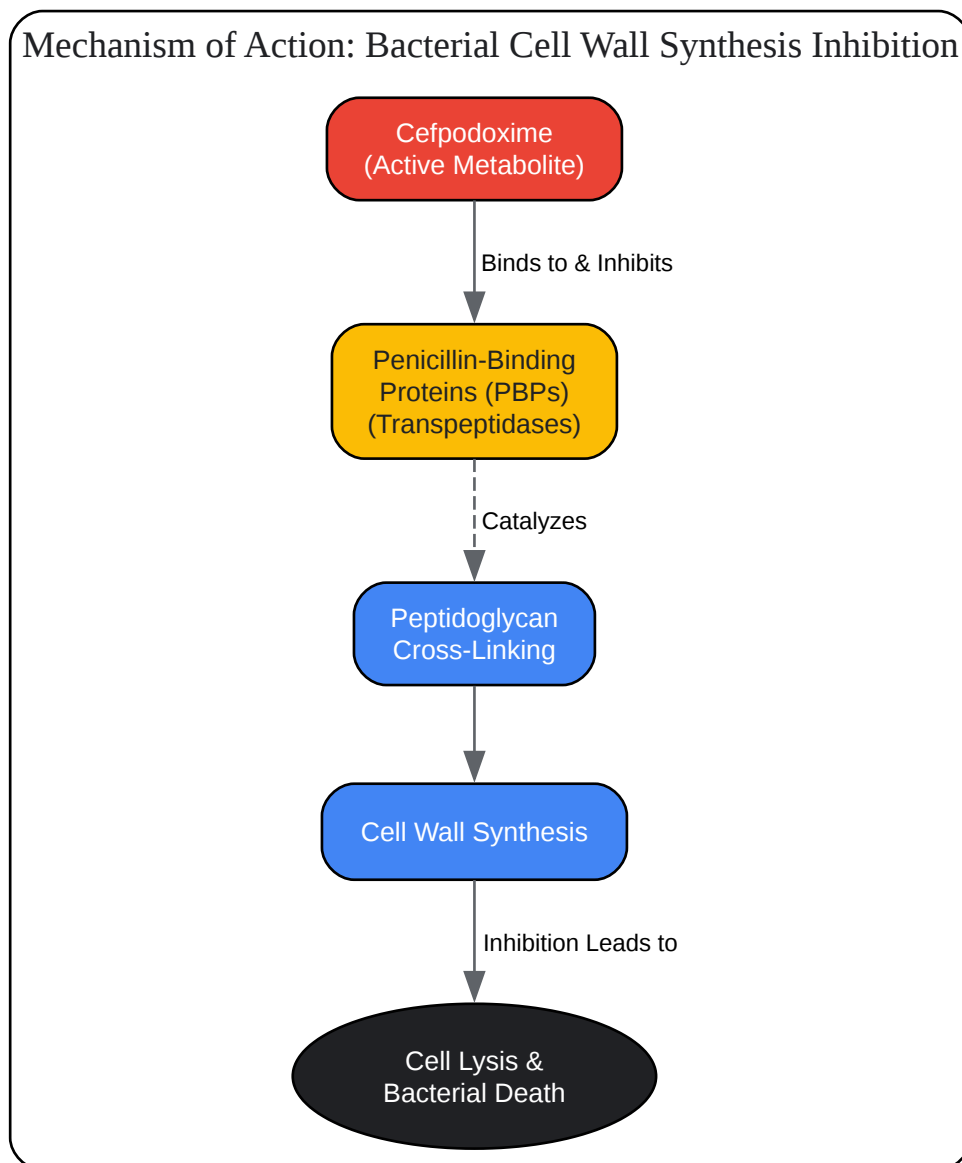 Mechanism of Action: Bacterial Cell Wall Synthesis Inhibition
Cefpodoxime
(Active Metabolite)
Binds to & Inhibits
Penicillin-Binding
Proteins (PBPs)
(Transpeptidases)
Catalyzes
Peptidoglycan
Cross-Linking
Cell Wall Synthesis
Inhibition Leads to
Cell Lysis &
Bacterial Death